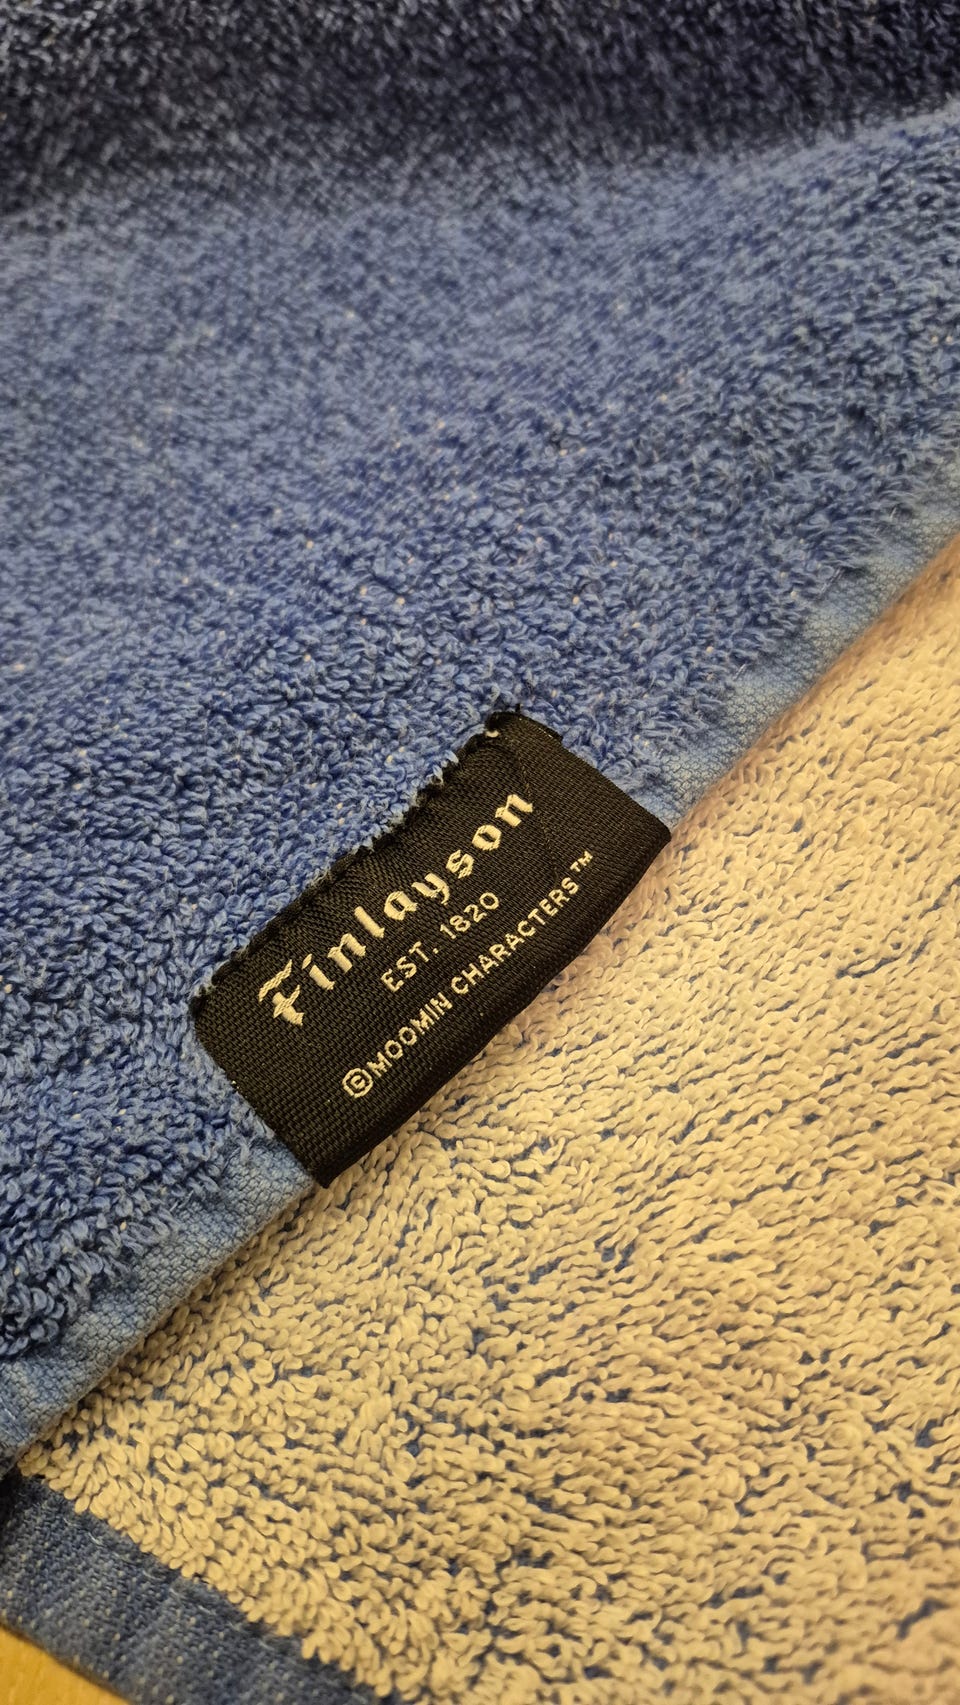 Finlayson
EST. 1820
©MOOMIN CHARACTERS™